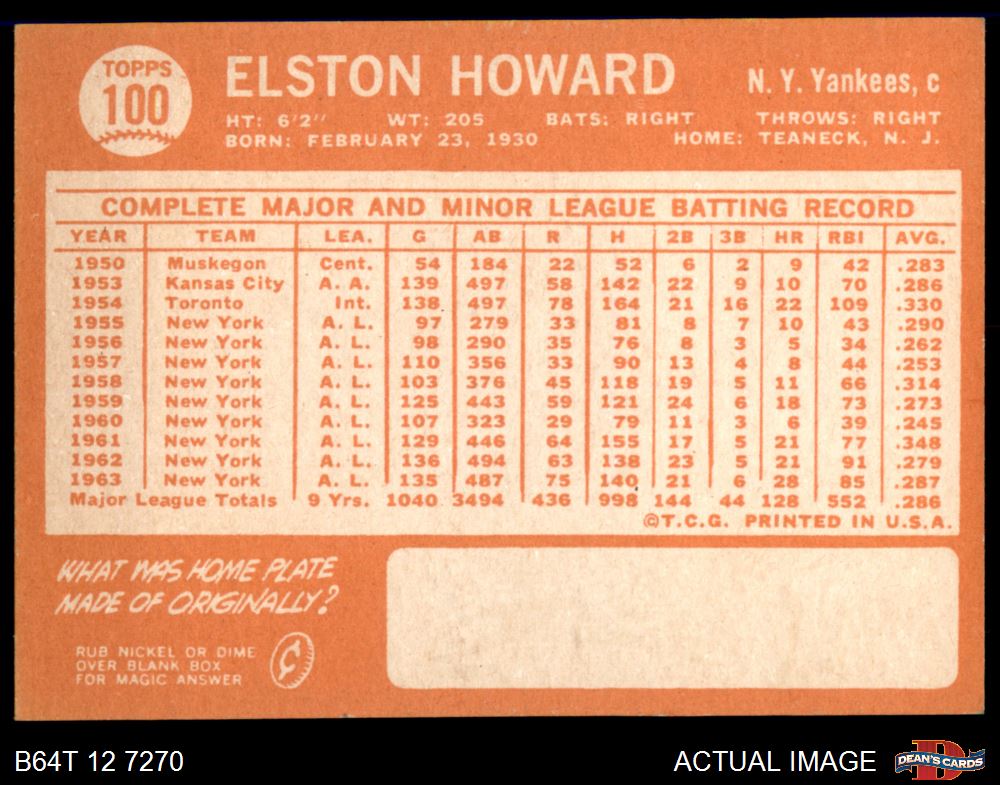 TOPPS
100
ELSTON HOWARD
N. Y. Yankees, c
HT: 6'2" WT: 205 BATS: RIGHT THROWS: RIGHT
BORN: FEBRUARY 23, 1930 HOME: TEANECK, N. J.
COMPLETE MAJOR AND MINOR LEAGUE BATTING RECORD
YEAR TEAM LEA. G AB R H 2B 3B HR RBI AVG.
1950 Muskegon Cent. 54 184 22 52 6 2 9 42 .283
1953 Kansas City A. A. 139 497 58 142 22 9 10 70 .286
1954 Toronto Int. 138 497 78 164 21 16 22 109 .330
1955 New York A. L. 97 279 33 81 8 7 10 43 .290
1956 New York A. L. 98 290 35 76 8 3 5 34 .262
1957 New York A. L. 110 356 33 90 13 4 8 44 .253
1958 New York A. L. 103 376 45 118 19 5 11 66 .314
1959 New York A. L. 125 443 59 121 24 6 18 73 .273
1960 New York A. L. 107 323 29 79 11 3 6 39 .245
1961 New York A. L. 129 446 64 155 17 5 21 77 .348
1962 New York A. L. 136 494 63 138 23 5 21 91 .279
1963 New York A. L. 135 487 75 140 21 6 28 85 .287
Major League Totals 9 Yrs. 1040 3494 436 998 144 44 128 552 .286
©T.C.G. PRINTED IN U.S.A.
WHAT WAS HOME PLATE
MADE OF ORIGINALLY?
RUB NICKEL OR DIME
OVER BLANK BOX
FOR MAGIC ANSWER
¢
B64T 12 7270
ACTUAL IMAGE
D
DEAN'S CARDS